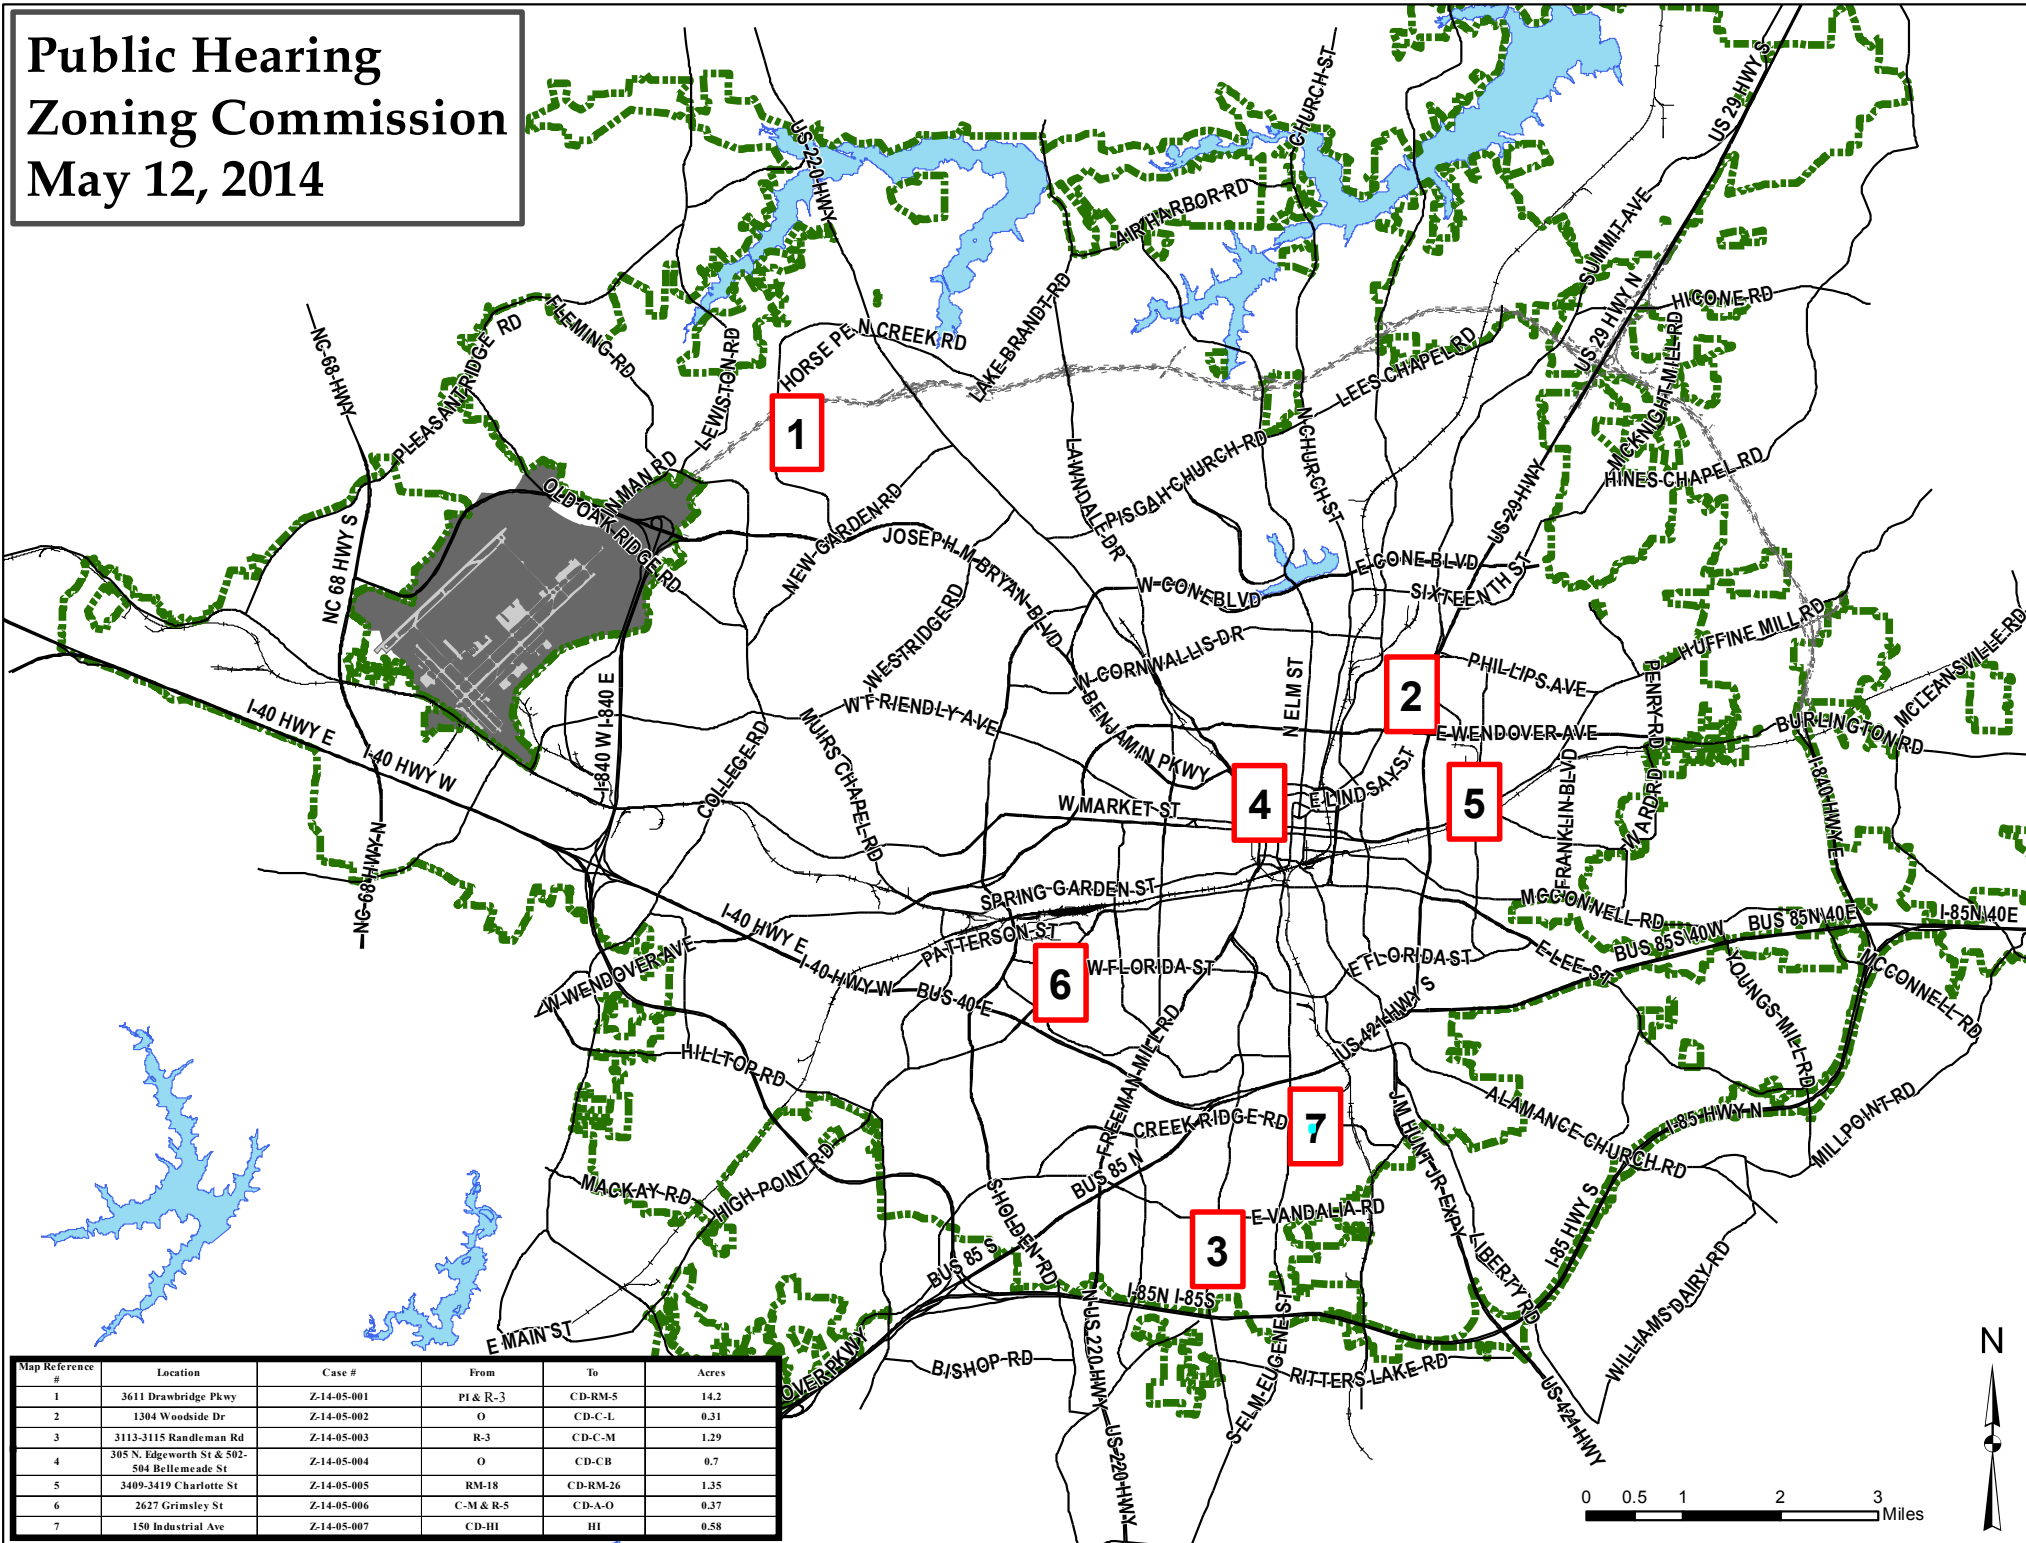 Public Hearing
Zoning Commission
May 12, 2014
US 29 HWY S
CHURCH ST
US 220 HWY
AIR HARBOR RD
SUMMIT AVE
US 29 HWY N
HICONE RD
LAKE BRANDT RD
NC 68 HWY
PLEASANT RIDGE RD
FLEMING RD
LEWISTON RD
HORSE PEN CREEK RD
LEES CHAPEL RD
MCKNIGHT MILL RD
1
INMAN RD
OLD OAK RIDGE RD
LAWNDALE DR
PISGAH CHURCH RD
N CHURCH ST
HINES CHAPEL RD
US 29 HWY
NC 68 HWY S
NEW GARDEN RD
JOSEPH M BRYAN BLVD
W CONE BLVD
E CONE BLVD
SIXTEENTH ST
HUFFINE MILL RD
MCLEANSVILLE RD
WESTRIDGE RD
W CORNWALLIS DR
N ELM ST
2
PHILLIPS AVE
PENRY RD
I-40 HWY E
I-40 HWY W
I-840 W I-840 E
W FRIENDLY AVE
BENJAMIN PKWY
E WENDOVER AVE
BURLINGTON RD
COLLEGE RD
MUIRS CHAPEL RD
W MARKET ST
4
E LINDSAY ST
5
FRANKLIN BLVD
WARD RD
I-840 HWY E
NC 68 HWY N
SPRING GARDEN ST
MCCONNELL RD
BUS 85N 40E
I-85N 40E
I-40 HWY E
PATTERSON ST
BUS 85S 40W
W WENDOVER AVE
I-40 HWY W
BUS 40 E
6
W FLORIDA ST
E FLORIDA ST
E LEE ST
YOUNGS MILL RD
MCCONNELL RD
HILLTOP RD
FREEMAN MILL RD
US 421 HWY S
CREEK RIDGE RD
7
JM HUNT JR EXPY
ALAMANCE CHURCH RD
I-85 HWY N
MILLPOINT RD
MACKAY RD
HIGH POINT RD
BUS 85 N
S HOLDEN RD
E VANDALIA RD
3
I-85 HWY S
BUS 85 S
LIBERTY RD
WILLIAMS DAIRY RD
I-85N I-85S
E MAIN ST
OVER PKWY
BISHOP RD
N US 220 HWY
US 220 HWY
S ELM-EUGENE ST
RITTERS LAKE RD
US 421 HWY
N
0 0.5 1 2 3
Miles
Map Reference # Location Case # From To Acres
1 3611 Drawbridge Pkwy Z-14-05-001 PI & R-3 CD-RM-5 14.2
2 1304 Woodside Dr Z-14-05-002 O CD-C-L 0.31
3 3113-3115 Randleman Rd Z-14-05-003 R-3 CD-C-M 1.29
4 305 N. Edgeworth St & 502-
504 Bellemeade St Z-14-05-004 O CD-CB 0.7
5 3409-3419 Charlotte St Z-14-05-005 RM-18 CD-RM-26 1.35
6 2627 Grimsley St Z-14-05-006 C-M & R-5 CD-A-O 0.37
7 150 Industrial Ave Z-14-05-007 CD-HI HI 0.58